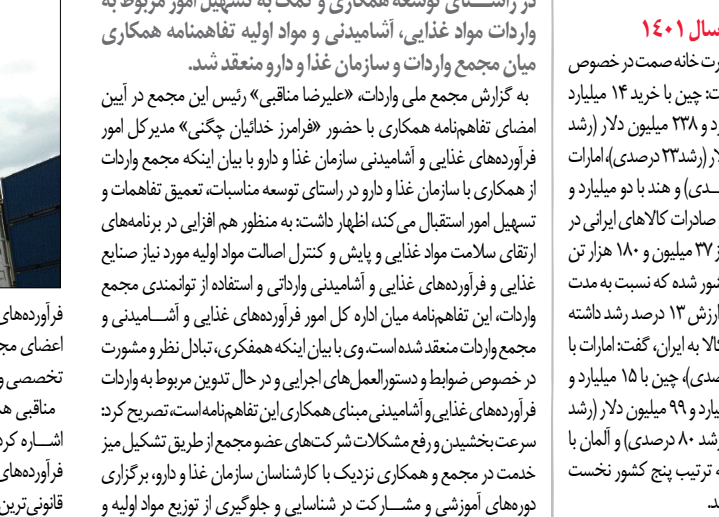 سال ۱۴۰۱
رت خانه صمت در خصوص
ت: چین با خرید ۱۴ میلیارد
رد و ۲۳۸ میلیون دلار (رشد
لار (رشد۲۳ درصدی)، امارات
ـدی) و هند با دو میلیارد و
صادرات کالاهای ایرانی در
ز ۳۷ میلیون و ۱۸۰ هزار تن
شور شده که نسبت به مدت
ارزش ۱۳ درصد رشد داشته
کالا به ایران، گفت: امارات با
صدی)، چین با ۱۵ میلیارد و
یارد و ۹۹ میلیون دلار (رشد
رشد ۸۰ درصدی) و آلمان با
ه ترتیب پنج کشور نخست
ند.
در راستــای توسعه همکاری و کمک به تسهیل امور مربوط به
واردات مواد غذایی، آشامیدنی و مواد اولیه تفاهمنامه همکاری
میان مجمع واردات و سازمان غذا و دارو منعقد شد.
به گزارش مجمع ملی واردات، «علیرضا مناقبی» رئیس این مجمع در آیین
امضای تفاهم‌نامه همکاری با حضور «فرامرز خدائیان چگنی» مدیرکل امور
فرآورده‌های غذایی و آشامیدنی سازمان غذا و دارو با بیان اینکه مجمع واردات
از همکاری با سازمان غذا و دارو در راستای توسعه مناسبات، تعمیق تفاهمات و
تسهیل امور استقبال می‌کند، اظهار داشت: به منظور هم افزایی در برنامه‌های
ارتقای سلامت مواد غذایی و پایش و کنترل اصالت مواد اولیه مورد نیاز صنایع
غذایی و فرآورده‌های غذایی و آشامیدنی وارداتی و استفاده از توانمندی مجمع
واردات، این تفاهم‌نامه میان اداره کل امور فرآورده‌های غذایی و آشــامیدنی و
مجمع واردات منعقد شده است. وی با بیان اینکه همفکری، تبادل نظر و مشورت
در خصوص ضوابط و دستورالعمل‌های اجرایی و در حال تدوین مربوط به واردات
فرآورده‌های غذایی و آشامیدنی مبنای همکاری این تفاهم‌نامه است، تصریح کرد:
سرعت بخشیدن و رفع مشکلات شرکت‌های عضو مجمع از طریق تشکیل میز
خدمت در مجمع و همکاری نزدیک با کارشناسان سازمان غذا و دارو، برگزاری
دوره‌های آموزشی و مشــارکت در شناسایی و جلوگیری از توزیع مواد اولیه و
فرآورده‌های
اعضای مج
تخصصی و
مناقبی هم
اشــاره کرد
فرآورده‌های
قانونی‌ترین